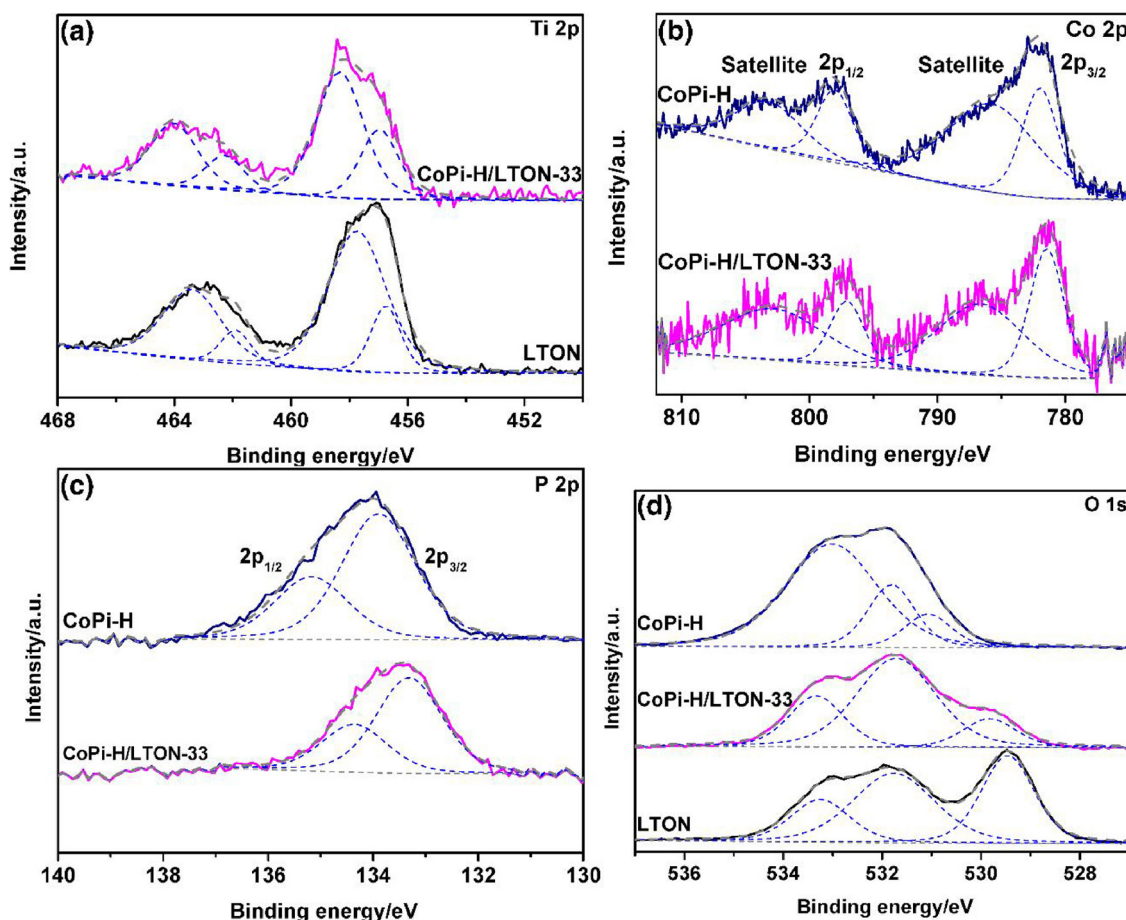 (a)
Ti 2p
CoPi-H/LTON-33
LTON
Intensity/a.u.
468 464 460 456 452
Binding energy/eV
(b)
Co 2p
Satellite 2p1/2 Satellite 2p3/2
CoPi-H
CoPi-H/LTON-33
Intensity/a.u.
810 800 790 780
Binding energy/eV
(c)
P 2p
2p1/2 2p3/2
CoPi-H
CoPi-H/LTON-33
Intensity/a.u.
140 138 136 134 132 130
Binding energy/eV
(d)
O 1s
CoPi-H
CoPi-H/LTON-33
LTON
Intensity/a.u.
536 534 532 530 528
Binding energy/eV